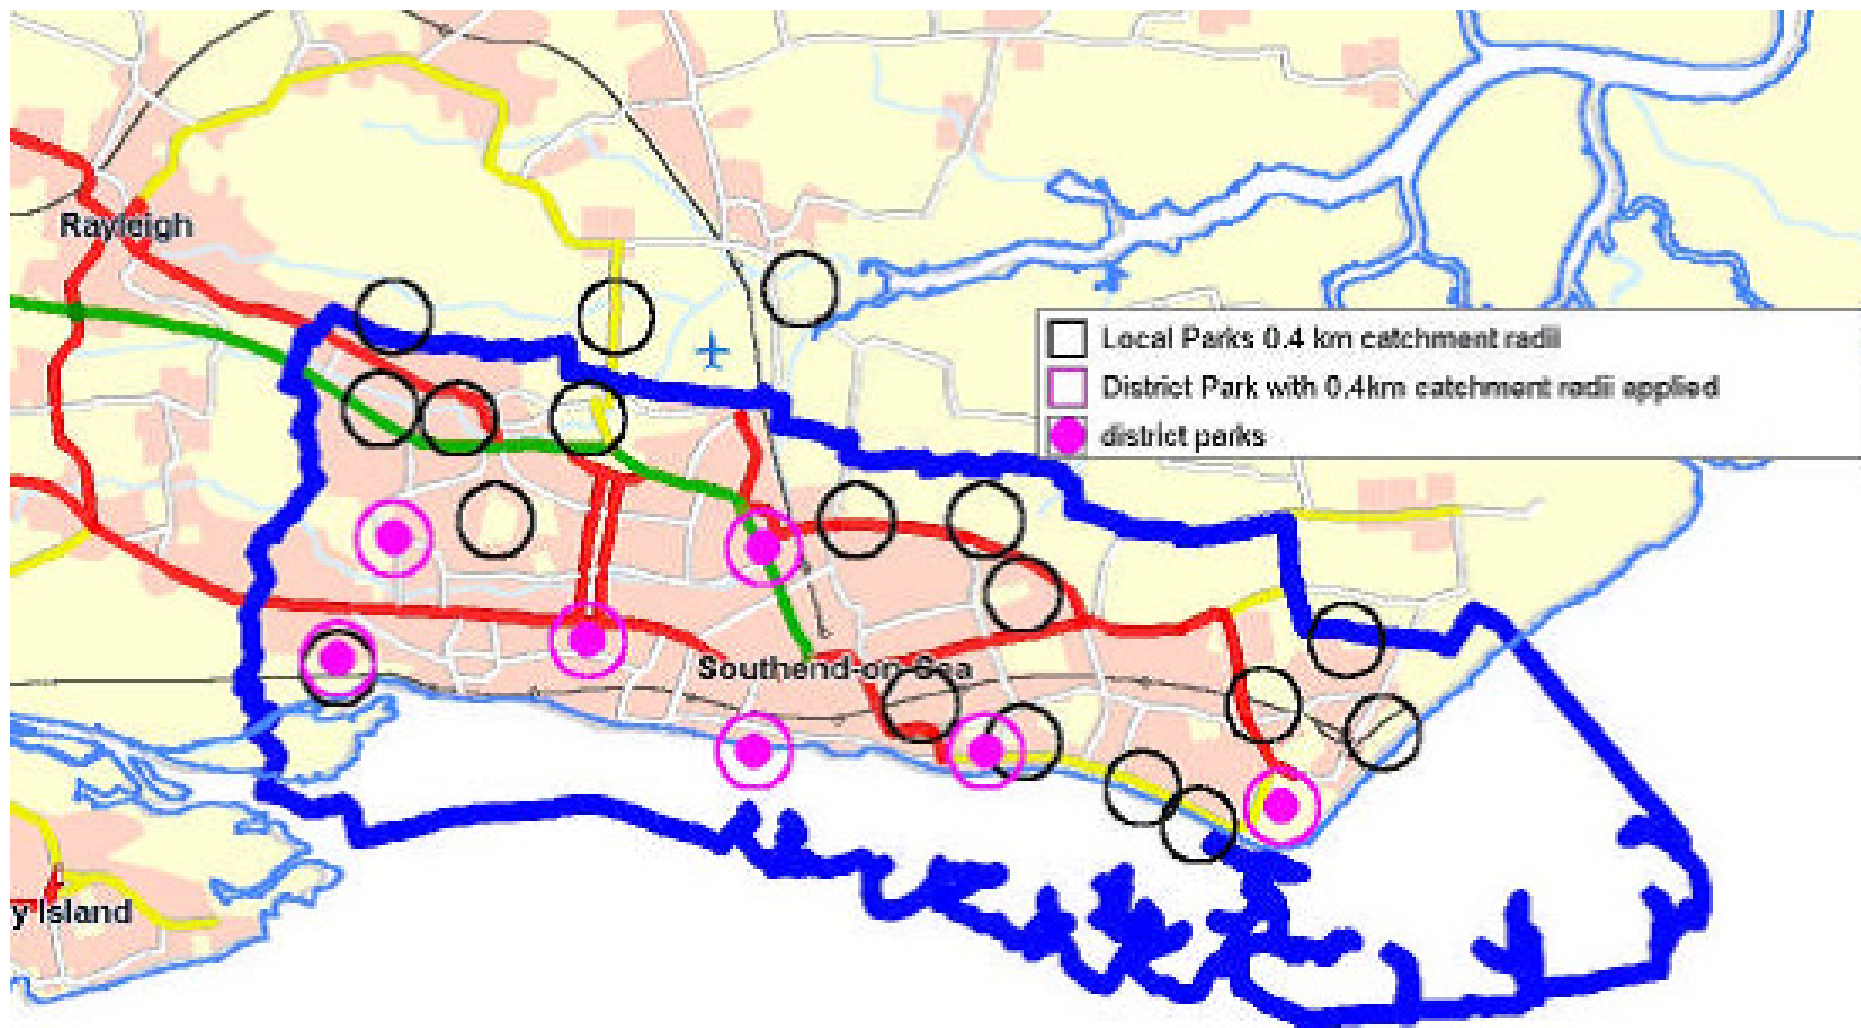 Rayleigh
Local Parks 0.4 km catchment radii
District Park with 0.4km catchment radii applied
district parks
Southend-on-Sea
y Island